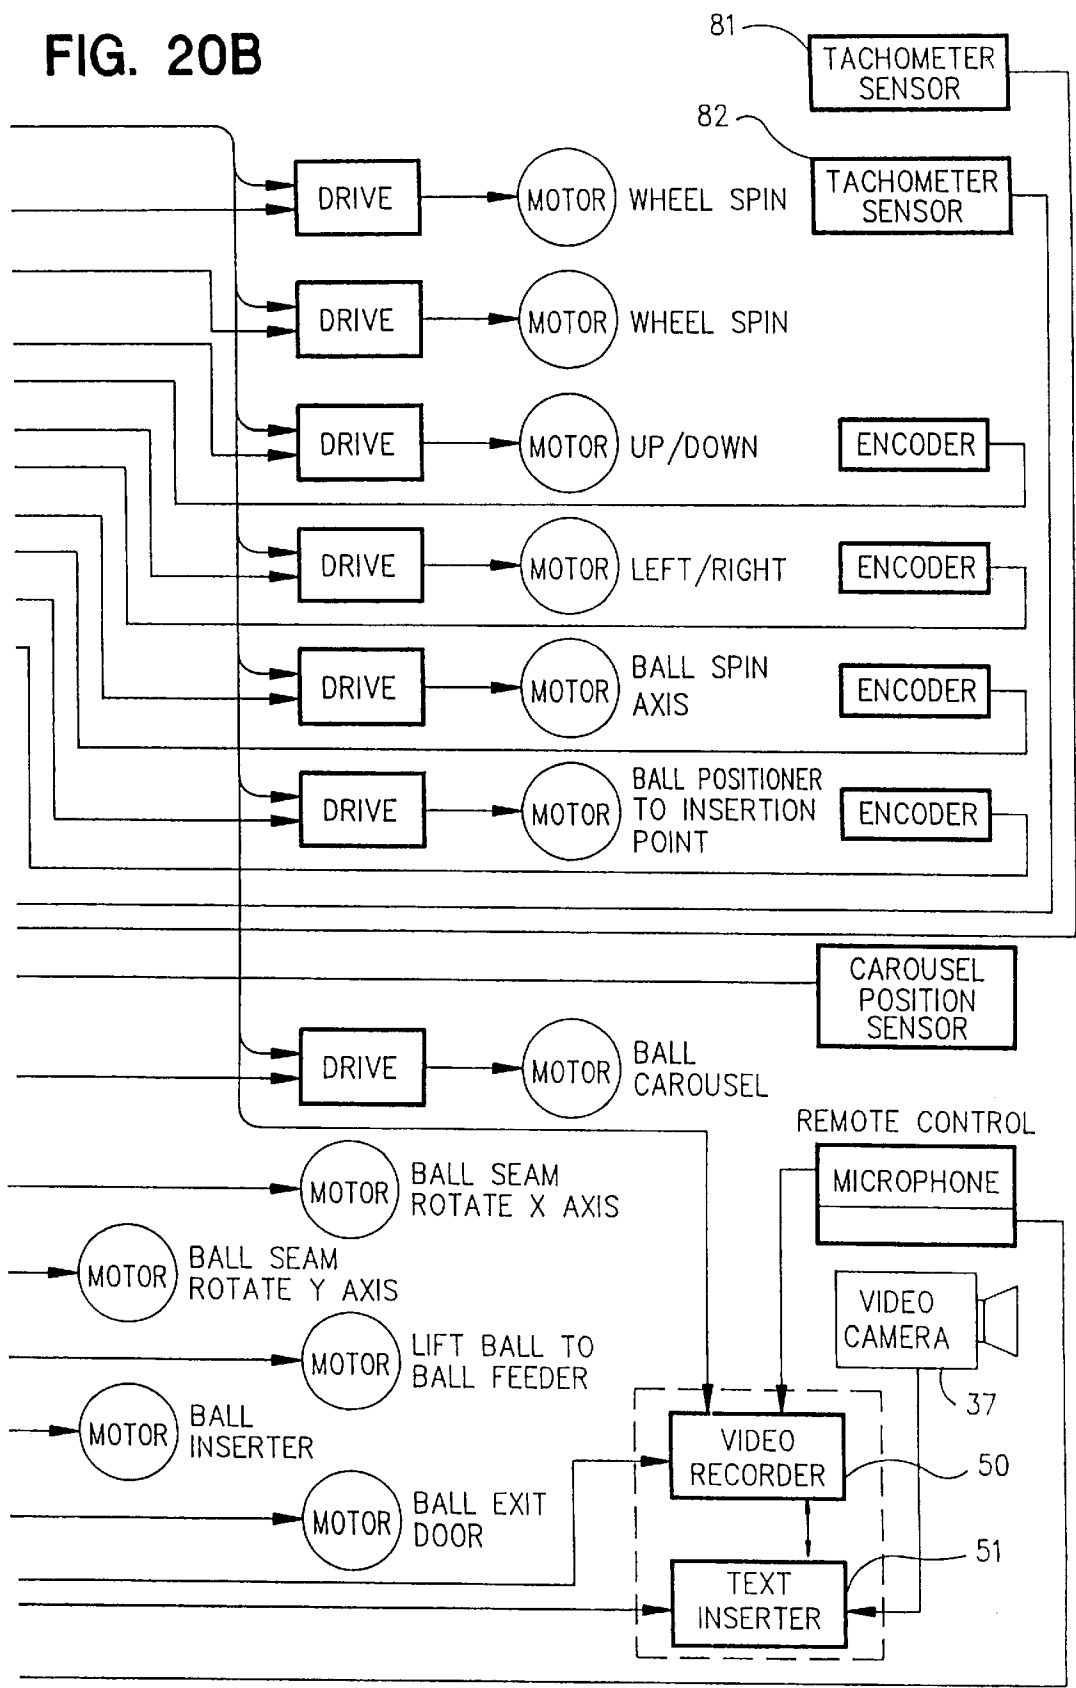 FIG. 20B
81
TACHOMETER
SENSOR
82
TACHOMETER
SENSOR
DRIVE
MOTOR
WHEEL SPIN
DRIVE
MOTOR
WHEEL SPIN
DRIVE
MOTOR
UP/DOWN
ENCODER
DRIVE
MOTOR
LEFT/RIGHT
ENCODER
DRIVE
MOTOR
BALL SPIN
AXIS
ENCODER
DRIVE
MOTOR
BALL POSITIONER
TO INSERTION
POINT
ENCODER
CAROUSEL
POSITION
SENSOR
DRIVE
MOTOR
BALL
CAROUSEL
REMOTE CONTROL
MICROPHONE
MOTOR
BALL SEAM
ROTATE X AXIS
MOTOR
BALL SEAM
ROTATE Y AXIS
VIDEO
CAMERA
37
MOTOR
LIFT BALL TO
BALL FEEDER
MOTOR
BALL
INSERTER
VIDEO
RECORDER
50
MOTOR
BALL EXIT
DOOR
TEXT
INSERTER
51